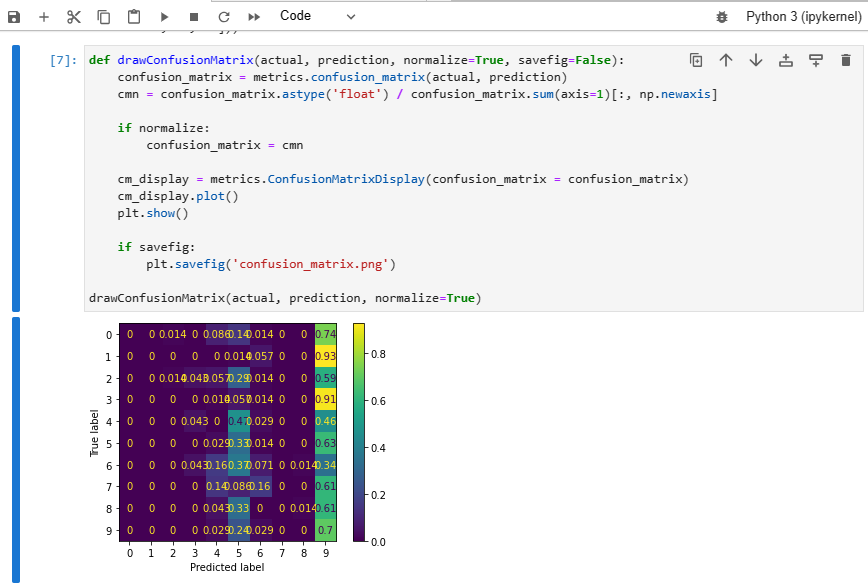 Code
Python 3 (ipykernel)
[7]: def drawConfusionMatrix(actual, prediction, normalize=True, savefig=False):
confusion_matrix = metrics.confusion_matrix(actual, prediction)
cmn = confusion_matrix.astype('float') / confusion_matrix.sum(axis=1)[:, np.newaxis]
if normalize:
confusion_matrix = cmn
cm_display = metrics.ConfusionMatrixDisplay(confusion_matrix = confusion_matrix)
cm_display.plot()
plt.show()
if savefig:
plt.savefig('confusion_matrix.png')
drawConfusionMatrix(actual, prediction, normalize=True)
0 0 0 0.014 0 0.086 0.14 0.014 0 0 0.74
1 0 0 0 0 0 0.014 0.057 0 0 0.93
2 0 0 0.014 0.043 0.057 0.29 0.014 0 0 0.59
3 0 0 0 0 0.014 0.057 0.014 0 0 0.91
4 0 0 0 0.043 0 0.47 0.029 0 0 0.46
5 0 0 0 0 0.029 0.33 0.014 0 0 0.63
6 0 0 0 0.043 0.16 0.37 0.071 0 0.014 0.34
7 0 0 0 0 0.14 0.086 0.16 0 0 0.61
8 0 0 0 0 0.043 0.33 0 0 0.014 0.61
9 0 0 0 0 0.029 0.24 0.029 0 0 0.7
0 1 2 3 4 5 6 7 8 9
Predicted label
True label
0.8
0.6
0.4
0.2
0.0